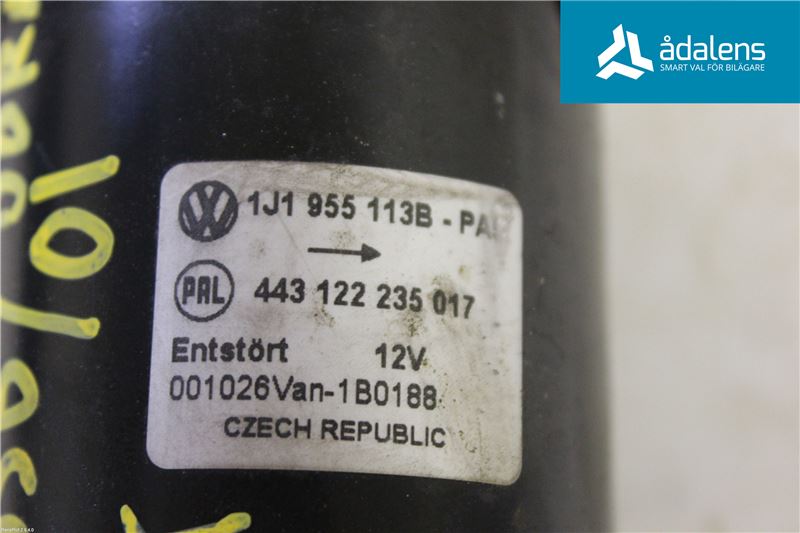 ådalens
SMART VAL FÖR BILÄGARE
1J1 955 113B -
PAL
443 122 235 017
Entstört 12V
001026Van-1B0188
CZECH REPUBLIC
/01